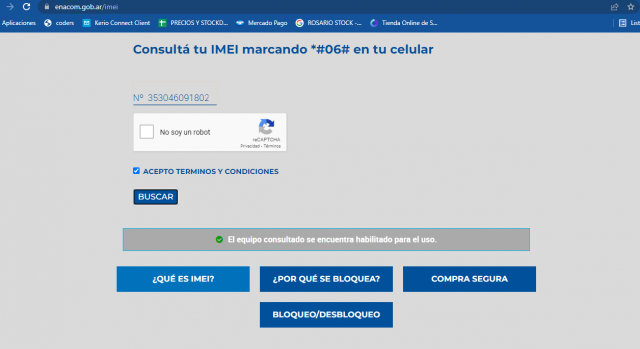 enacom.gob.ar/imei
Aplicaciones
coders
Kerio Connect Client
PRECIOS Y STOCKD...
Mercado Pago
ROSARIO STOCK -...
Tienda Online de S...
List
Consultá tu IMEI marcando *#06# en tu celular
Nº 353046091802
No soy un robot
reCAPTCHA
Privacidad - Términos
ACEPTO TERMINOS Y CONDICIONES
BUSCAR
El equipo consultado se encuentra habilitado para el uso.
¿QUÉ ES IMEI?
¿POR QUÉ SE BLOQUEA?
COMPRA SEGURA
BLOQUEO/DESBLOQUEO